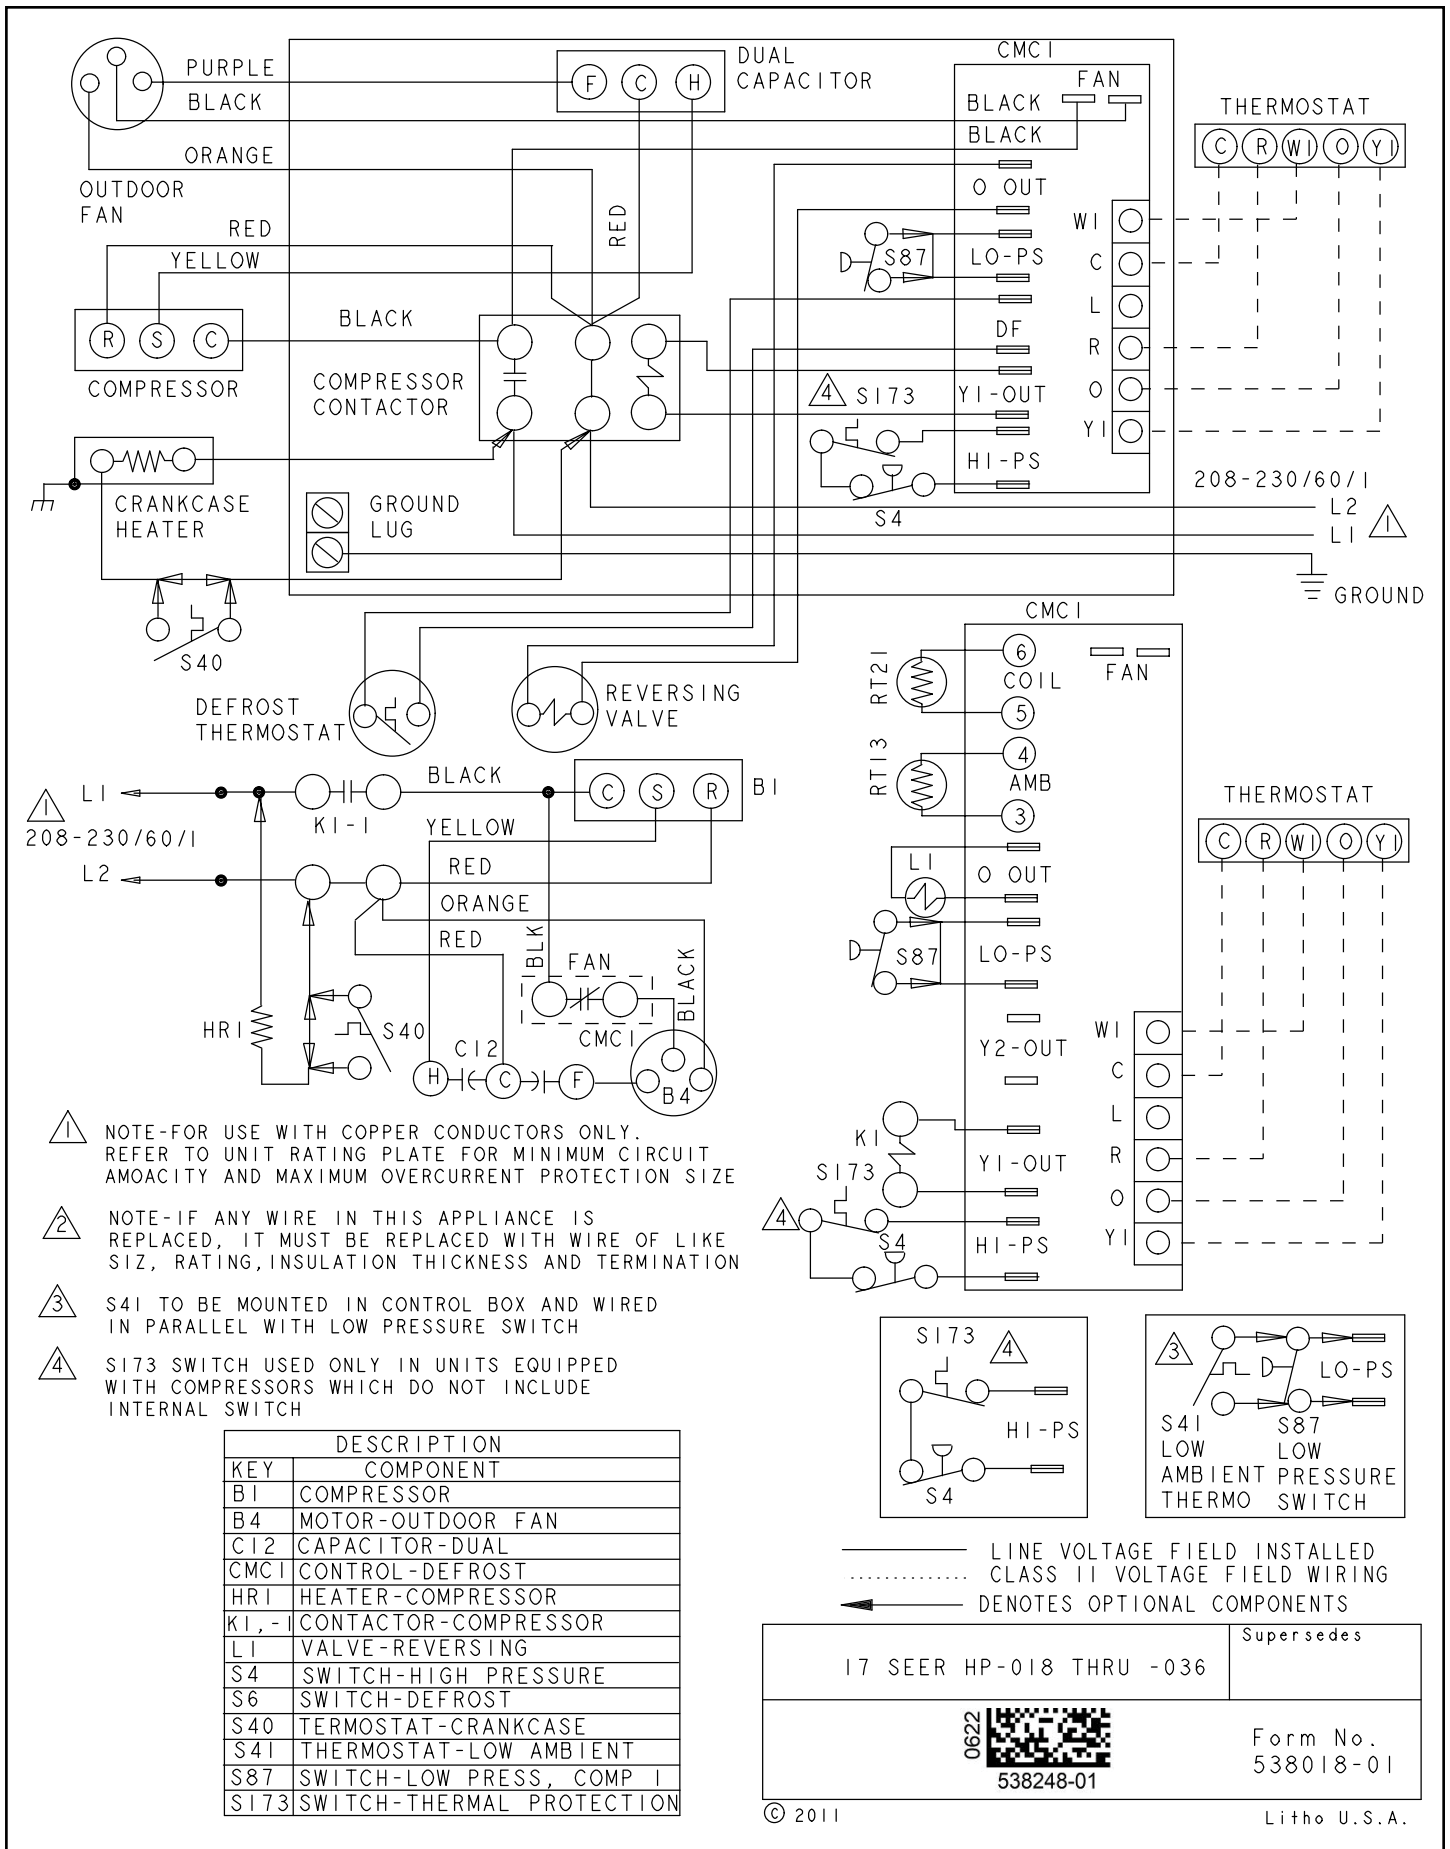 DUAL
CAPACITOR
F C H
CMC1
FAN
PURPLE
BLACK
BLACK
BLACK
ORANGE
OUTDOOR
FAN
THERMOSTAT
C R W1 O Y1
O OUT
RED
RED
YELLOW
S87
LO-PS
W1
C
L
R
O
Y1
BLACK
R S C
COMPRESSOR
COMPRESSOR
CONTACTOR
DF
4 S173
Y1-OUT
HI-PS
S4
208-230/60/1
L2
L1
1
CRANKCASE
HEATER
GROUND
LUG
GROUND
S40
DEFROST
THERMOSTAT
REVERSING
VALVE
CMC1
RT21
6
COIL
5
FAN
RT13
4
AMB
3
L1
1
208-230/60/1
L2
K1-1
BLACK
C S R
B1
YELLOW
RED
ORANGE
RED
BLK
FAN
BLACK
CMC1
HR1
S40
C12
H C F
B4
THERMOSTAT
C R W1 O Y1
L1
O OUT
S87
LO-PS
Y2-OUT
K1
Y1-OUT
S173
4
S4
HI-PS
W1
C
L
R
O
Y1
1 NOTE-FOR USE WITH COPPER CONDUCTORS ONLY.
REFER TO UNIT RATING PLATE FOR MINIMUM CIRCUIT
AMOACITY AND MAXIMUM OVERCURRENT PROTECTION SIZE
2 NOTE-IF ANY WIRE IN THIS APPLIANCE IS
REPLACED, IT MUST BE REPLACED WITH WIRE OF LIKE
SIZ, RATING, INSULATION THICKNESS AND TERMINATION
3 S41 TO BE MOUNTED IN CONTROL BOX AND WIRED
IN PARALLEL WITH LOW PRESSURE SWITCH
4 S173 SWITCH USED ONLY IN UNITS EQUIPPED
WITH COMPRESSORS WHICH DO NOT INCLUDE
INTERNAL SWITCH
S173
4
HI-PS
S4
3
LO-PS
S41
LOW
AMBIENT
THERMO
S87
LOW
PRESSURE
SWITCH
DESCRIPTION
KEY COMPONENT
B1 COMPRESSOR
B4 MOTOR-OUTDOOR FAN
C12 CAPACITOR-DUAL
CMC1 CONTROL-DEFROST
HR1 HEATER-COMPRESSOR
K1,-1 CONTACTOR-COMPRESSOR
L1 VALVE-REVERSING
S4 SWITCH-HIGH PRESSURE
S6 SWITCH-DEFROST
S40 TERMOSTAT-CRANKCASE
S41 THERMOSTAT-LOW AMBIENT
S87 SWITCH-LOW PRESS, COMP 1
S173 SWITCH-THERMAL PROTECTION
LINE VOLTAGE FIELD INSTALLED
CLASS II VOLTAGE FIELD WIRING
DENOTES OPTIONAL COMPONENTS
17 SEER HP-018 THRU -036
Supersedes
0622
538248-01
Form No.
538018-01
© 2011
Litho U.S.A.